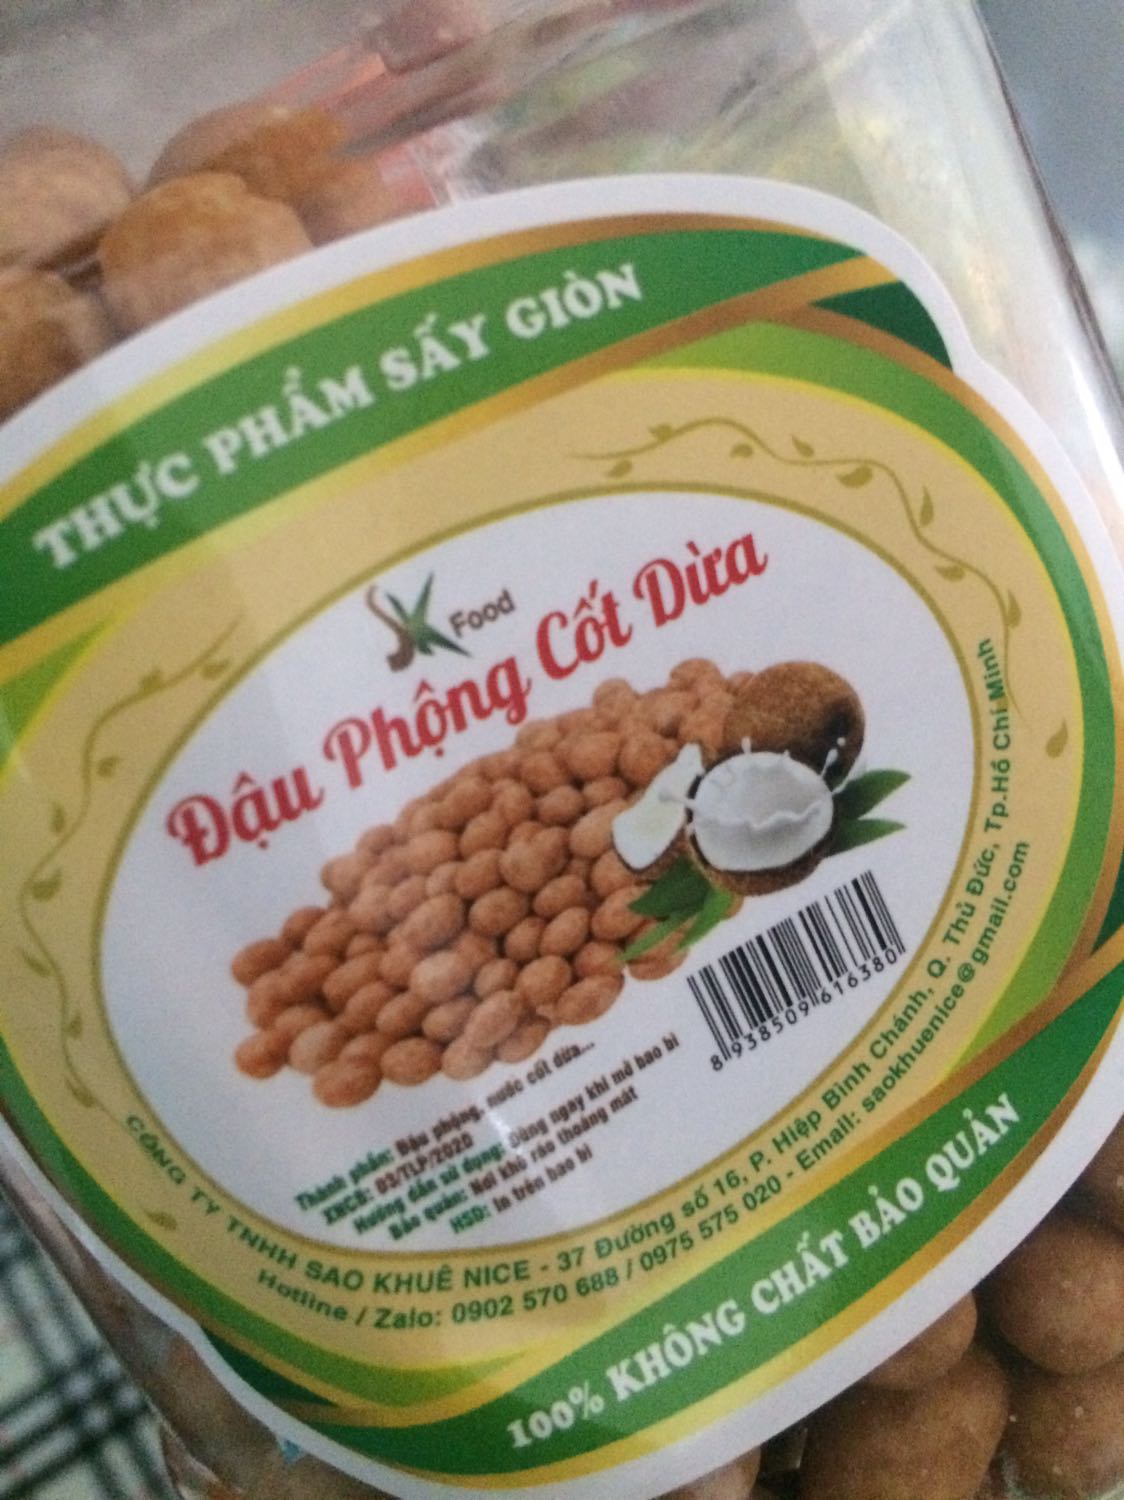 THỰC PHẨM SẤY GIÒN
SK Food
Đậu Phộng Cốt Dừa
8938509616380
Thành phần: Đậu phộng, nước cốt dừa...
XNCB: 03/TLP/2020
Hướng dẫn sử dụng: Dùng ngay khi mở bao bì
Bảo quản: Nơi khô ráo thoáng mát
HSD: In trên bao bì
CÔNG TY TNHH SAO KHUÊ NICE - 37 Đường số 16, P. Hiệp Bình Chánh, Q. Thủ Đức, Tp.Hồ Chí Minh
Hotline / Zalo: 0902 570 688 / 0975 575 020 - Email: saokhuenice@gmail.com
100% KHÔNG CHẤT BẢO QUẢN